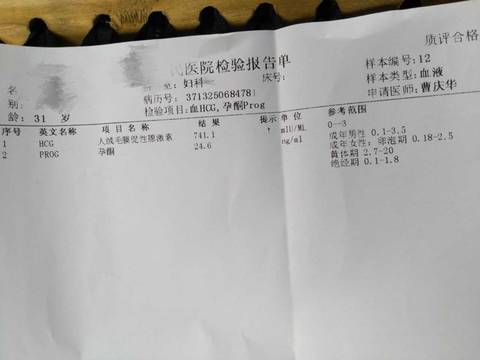 质评合格
民医院检验报告单
样本编号:12
名
科室:妇科
床号:
样本类型:血液
别:
病历号: 371325068478
申请医师:曹庆华
龄: 31 岁
检验项目:血HCG,孕酮Prog
序号 英文名称 项目名称 结果 提示 单位 参考范围
1 HCG 人绒毛膜促性腺激素 741.1 ↑ mIU/ML 0--3
2 PROG 孕酮 24.6 ng/ml 成年男性 0.1-3.5
成年女性: 卵泡期 0.18-2.5
黄体期 2.7-20
绝经期 0.1-1.8